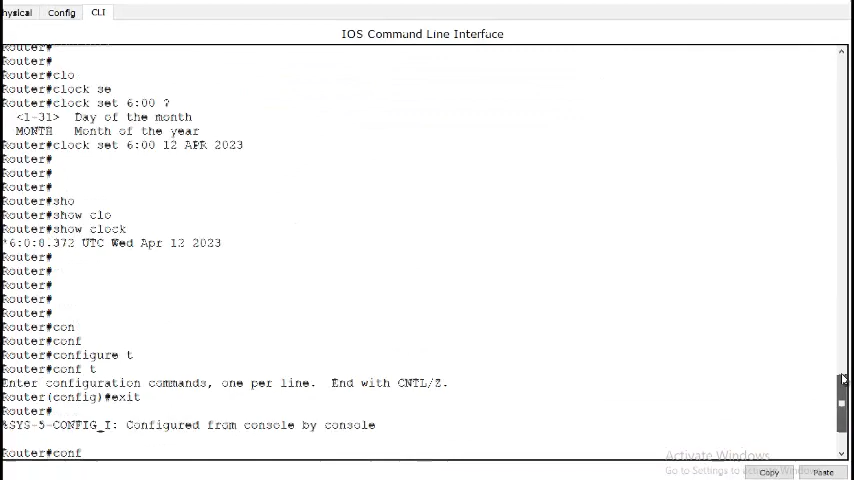 hysical Config CLI
IOS Command Line Interface
Router#
Router#
Router#clo
Router#clock se
Router#clock set 6:00 ?
<1-31> Day of the month
MONTH Month of the year
Router#clock set 6:00 12 APR 2023
Router#
Router#
Router#
Router#sho
Router#show clo
Router#show clock
*6:0:8.372 UTC Wed Apr 12 2023
Router#
Router#
Router#
Router#
Router#
Router#con
Router#conf
Router#configure t
Router#conf t
Enter configuration commands, one per line. End with CNTL/Z.
Router(config)#exit
Router#
%SYS-5-CONFIG_I: Configured from console by console
Router#conf
Activate Windows
Go to Settings to activate Windows.
Copy Paste